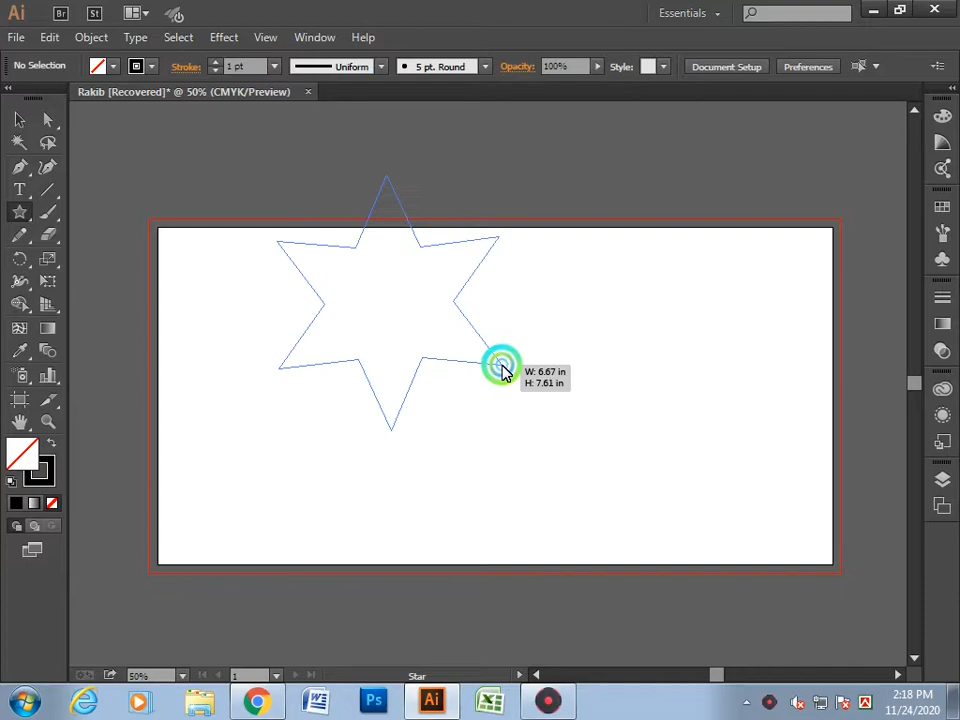 Ai Br St Essentials
File Edit Object Type Select Effect View Window Help
No Selection Stroke: 1 pt Uniform 5 pt. Round Opacity: 100% Style: Document Setup Preferences
Rakib [Recovered]* @ 50% (CMYK/Preview)
T
W: 6.67 in
H: 7.61 in
50% 1 Star
W Ps Ai X 2:18 PM
11/24/2020